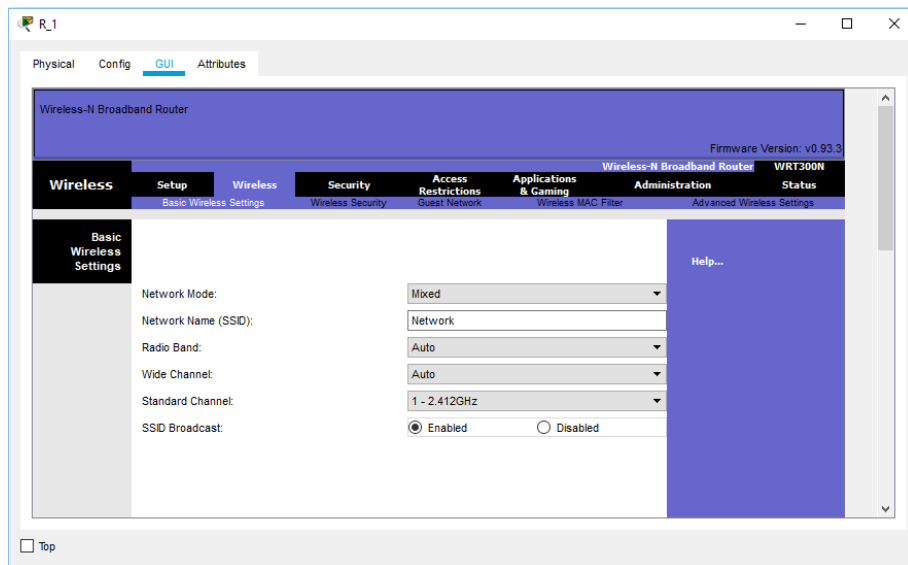 R_1
Physical Config GUI Attributes
Wireless-N Broadband Router
Firmware Version: v0.93.3
Wireless-N Broadband Router WRT300N
Wireless Setup Wireless Security Access Restrictions Applications & Gaming Administration Status
Basic Wireless Settings Wireless Security Guest Network Wireless MAC Filter Advanced Wireless Settings
Basic
Wireless
Settings
Help...
Network Mode: Mixed
Network Name (SSID): Network
Radio Band: Auto
Wide Channel: Auto
Standard Channel: 1 - 2.412GHz
SSID Broadcast: Enabled Disabled
Top